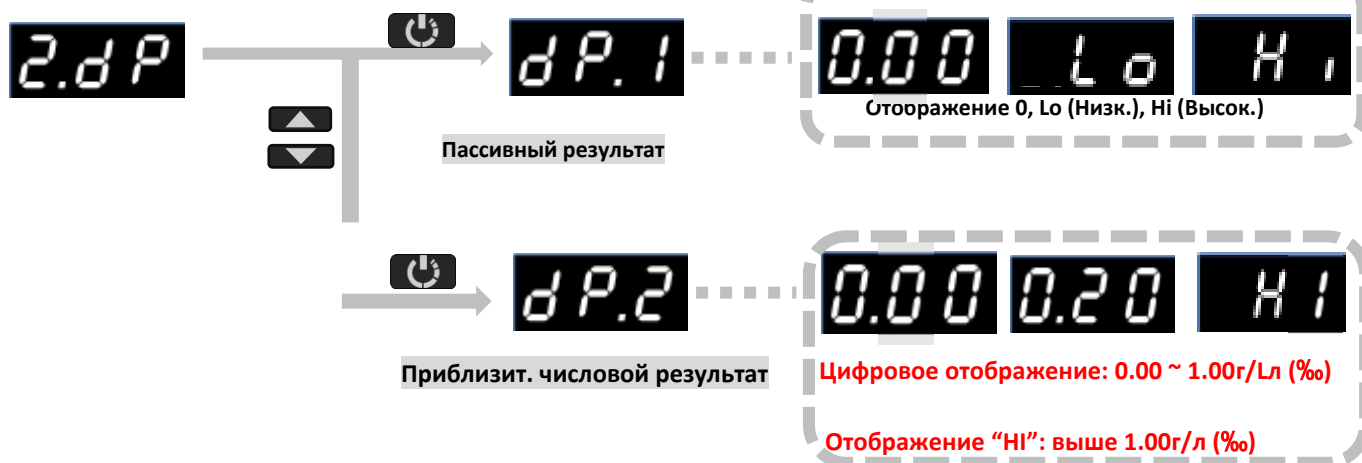 2.dP
dP.1
0.00 Lo Hi
Отображение 0, Lo (Низк.), Hi (Высок.)
Пассивный результат
dP.2
0.00 0.20 HI
Приблизит. числовой результат
Цифровое отображение: 0.00 ~ 1.00г/Lл (‰)
Отображение “HI”: выше 1.00г/л (‰)